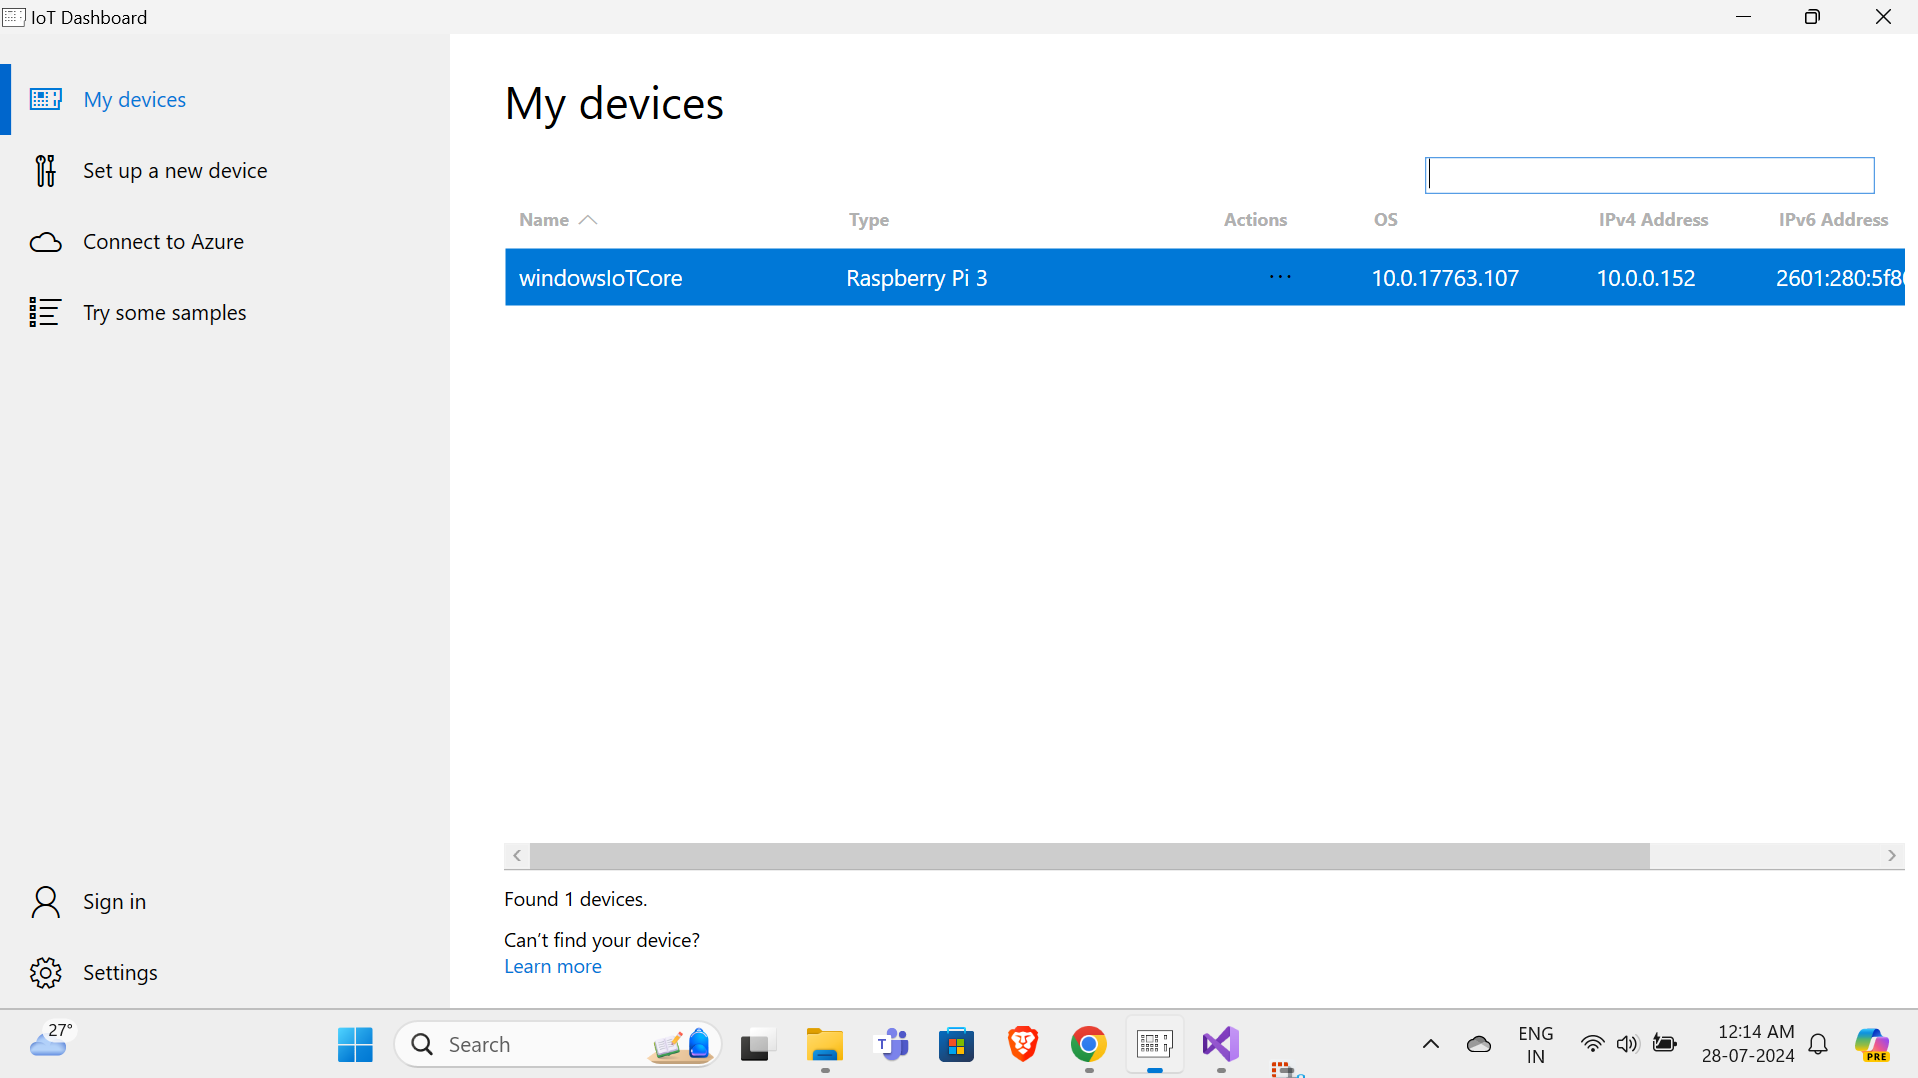 IoT Dashboard
My devices
Set up a new device
Connect to Azure
Try some samples
Sign in
Settings
My devices
Name Type Actions OS IPv4 Address IPv6 Address
windowsIoTCore Raspberry Pi 3 ... 10.0.17763.107 10.0.0.152 2601:280:5f8
Found 1 devices.
Can't find your device?
Learn more
27°
Search
T
ENG
IN
12:14 AM
28-07-2024
PRE